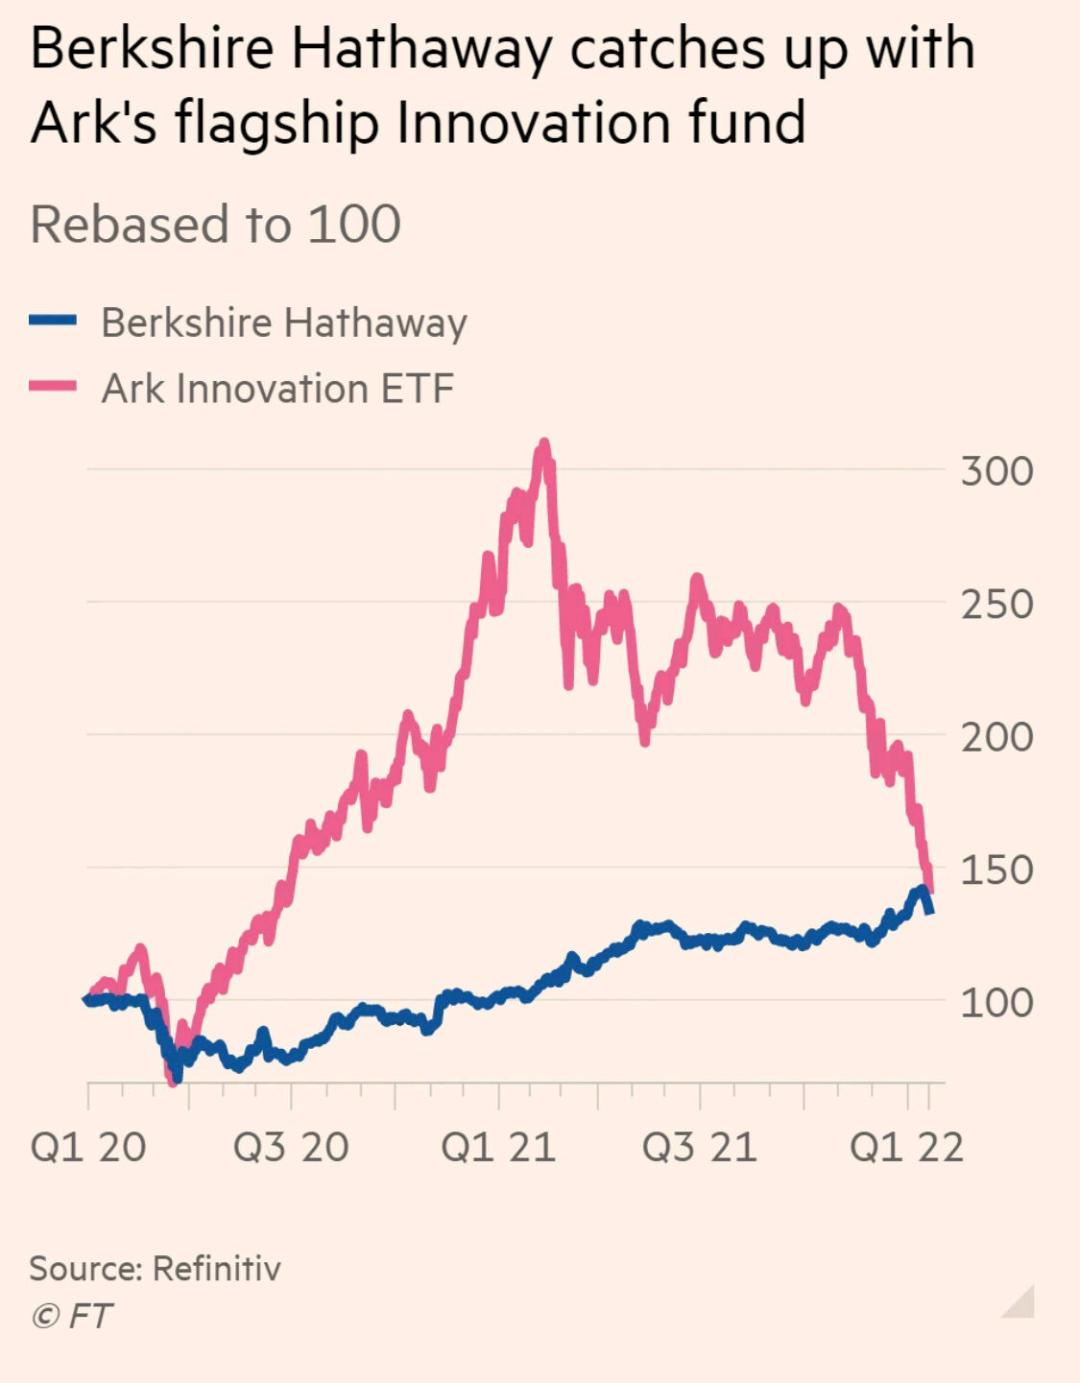 Berkshire Hathaway catches up with
Ark's flagship Innovation fund
Rebased to 100
Berkshire Hathaway
Ark Innovation ETF
300
250
200
150
100
Q1 20 Q3 20 Q1 21 Q3 21 Q1 22
Source: Refinitiv
© FT